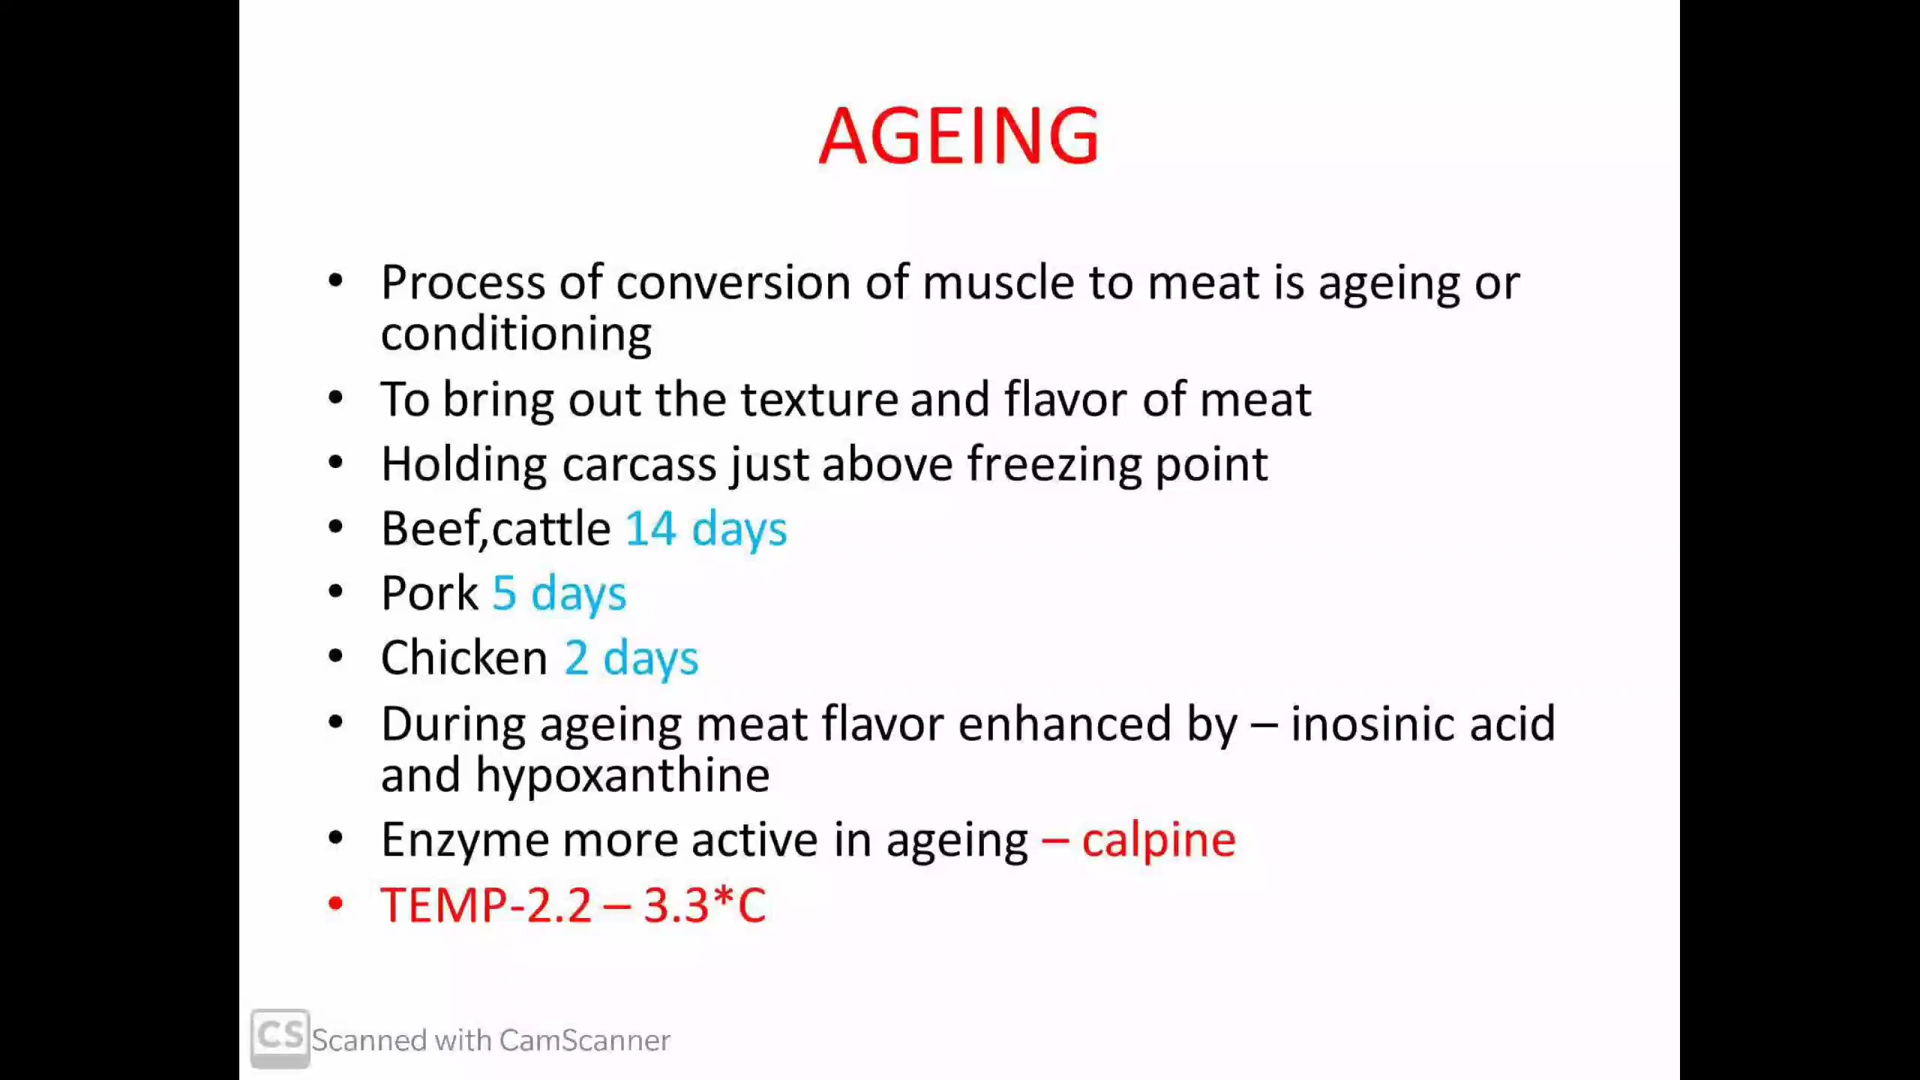 AGEING
• Process of conversion of muscle to meat is ageing or
conditioning
• To bring out the texture and flavor of meat
• Holding carcass just above freezing point
• Beef,cattle 14 days
• Pork 5 days
• Chicken 2 days
• During ageing meat flavor enhanced by – inosinic acid
and hypoxanthine
• Enzyme more active in ageing – calpine
• TEMP-2.2 – 3.3*C
CS Scanned with CamScanner